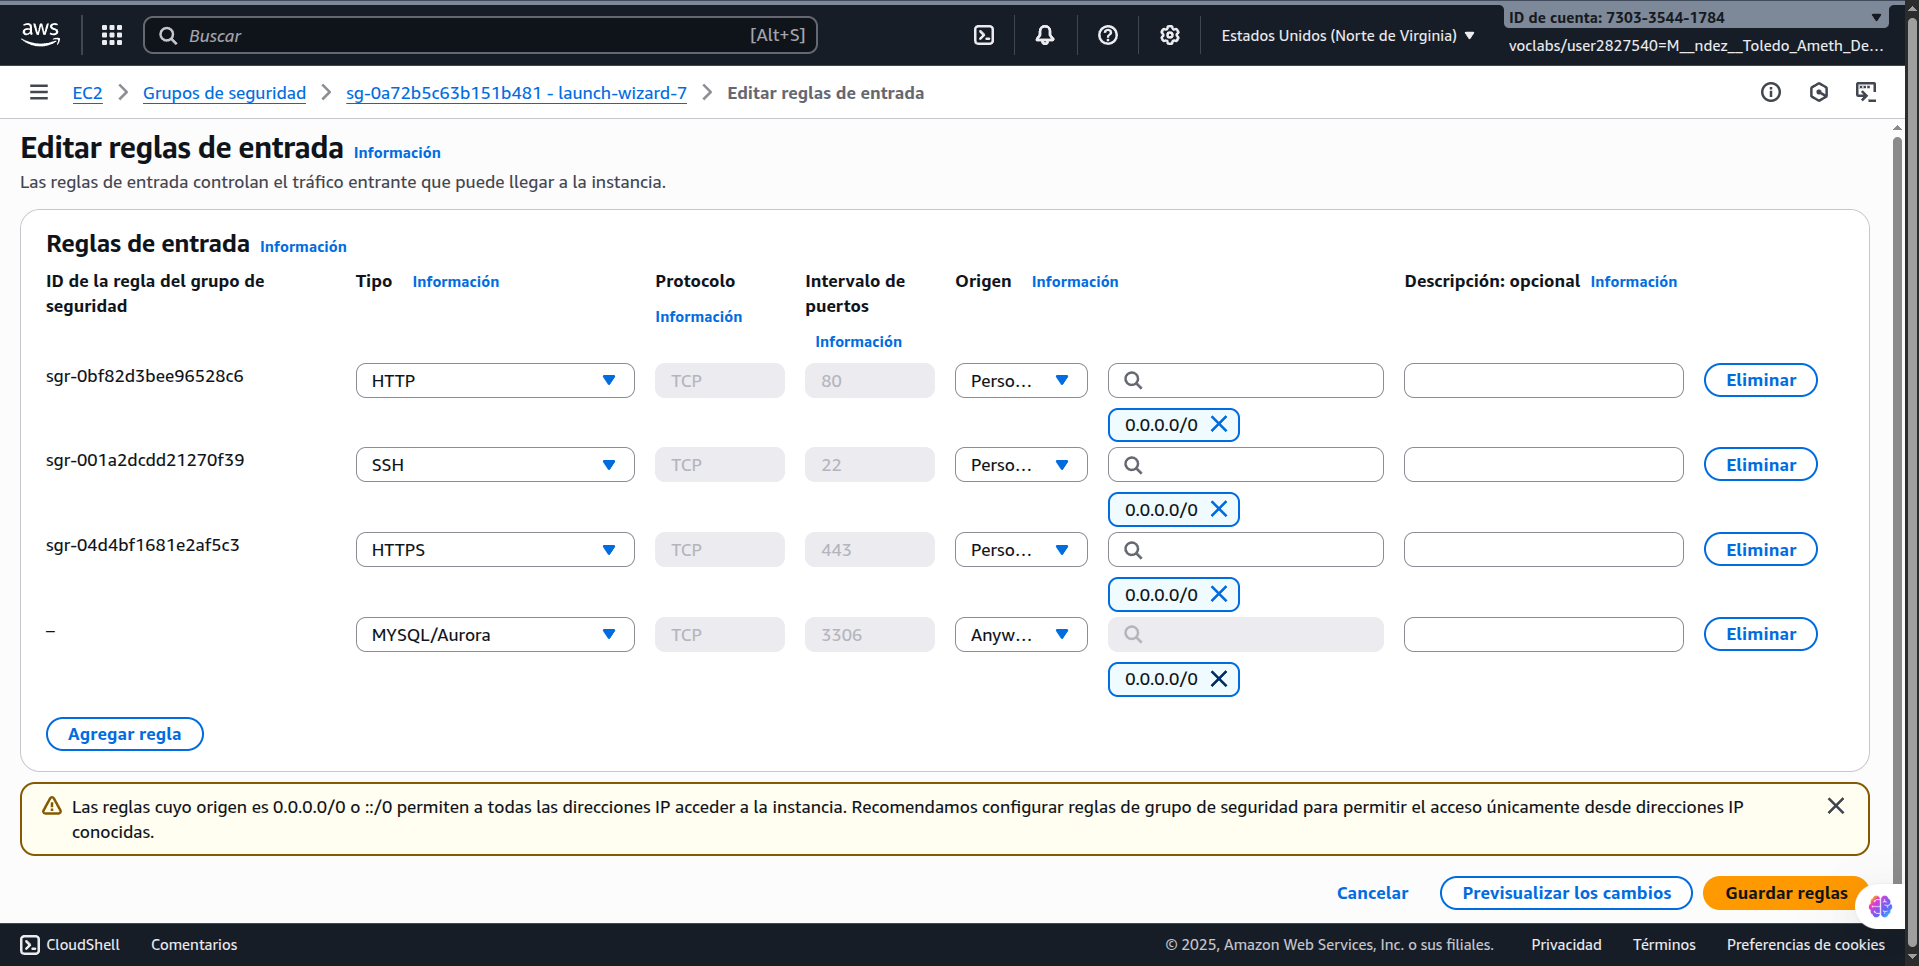 aws
Buscar
[Alt+S]
Estados Unidos (Norte de Virginia)
ID de cuenta: 7303-3544-1784
voclabs/user2827540=M__ndez__Toledo_Ameth_De...
EC2
Grupos de seguridad
sg-0a72b5c63b151b481 - launch-wizard-7
Editar reglas de entrada
Editar reglas de entrada Información
Las reglas de entrada controlan el tráfico entrante que puede llegar a la instancia.
Reglas de entrada Información
ID de la regla del grupo de seguridad
Tipo Información
Protocolo Información
Intervalo de puertos Información
Origen Información
Descripción: opcional Información
sgr-0bf82d3bee96528c6
HTTP
TCP
80
Perso...
Eliminar
0.0.0.0/0
sgr-001a2dcdd21270f39
SSH
TCP
22
Perso...
Eliminar
0.0.0.0/0
sgr-04d4bf1681e2af5c3
HTTPS
TCP
443
Perso...
Eliminar
0.0.0.0/0
–
MYSQL/Aurora
TCP
3306
Anyw...
Eliminar
0.0.0.0/0
Agregar regla
Las reglas cuyo origen es 0.0.0.0/0 o ::/0 permiten a todas las direcciones IP acceder a la instancia. Recomendamos configurar reglas de grupo de seguridad para permitir el acceso únicamente desde direcciones IP
conocidas.
Cancelar
Previsualizar los cambios
Guardar reglas
CloudShell
Comentarios
© 2025, Amazon Web Services, Inc. o sus filiales.
Privacidad
Términos
Preferencias de cookies